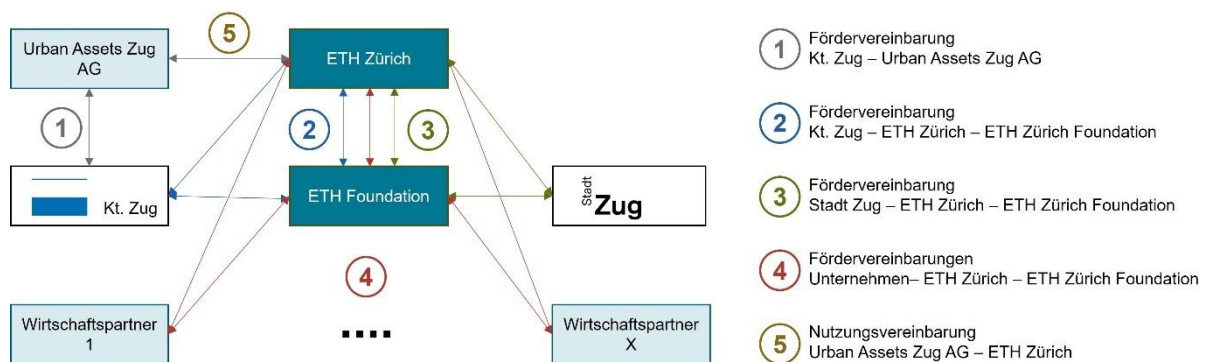 Urban Assets Zug
AG
5
ETH Zürich
1
2
3
Kt. Zug
ETH Foundation
Stadt
Zug
4
Wirtschaftspartner
1
....
Wirtschaftspartner
X
1
Fördervereinbarung
Kt. Zug – Urban Assets Zug AG
2
Fördervereinbarung
Kt. Zug – ETH Zürich – ETH Zürich Foundation
3
Fördervereinbarung
Stadt Zug – ETH Zürich – ETH Zürich Foundation
4
Fördervereinbarungen
Unternehmen– ETH Zürich – ETH Zürich Foundation
5
Nutzungsvereinbarung
Urban Assets Zug AG – ETH Zürich